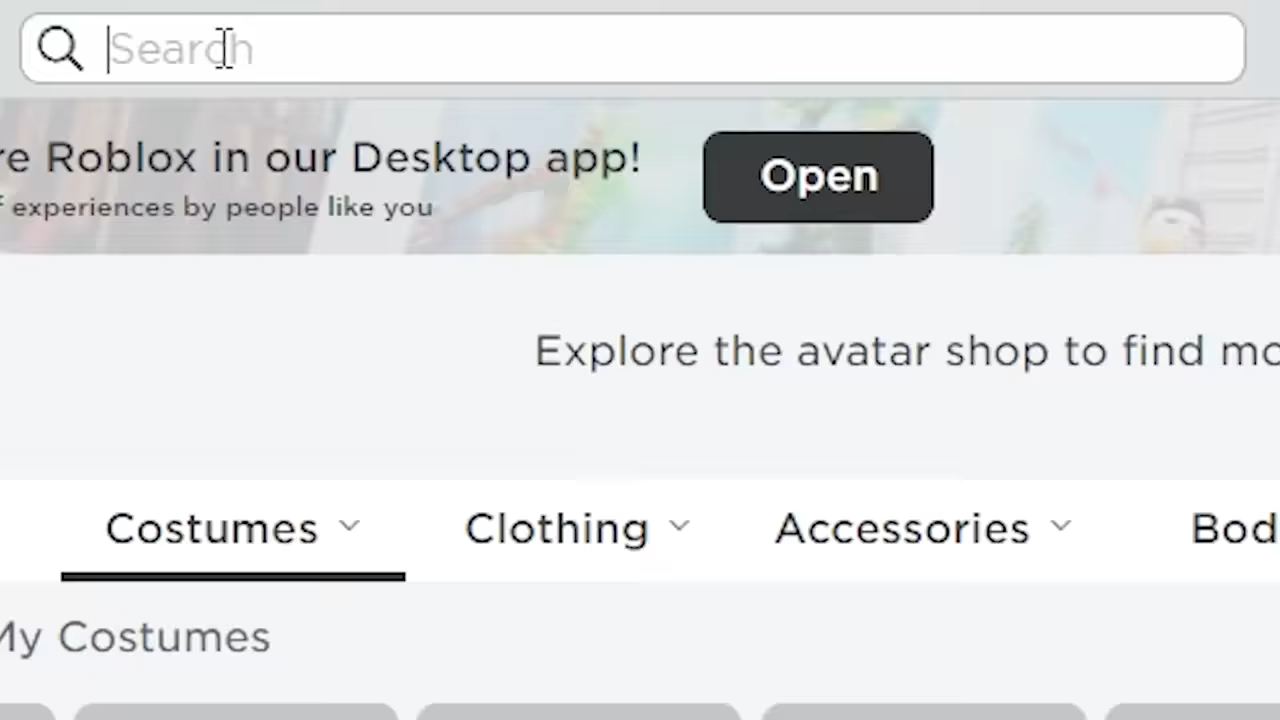 Search
re Roblox in our Desktop app!
experiences by people like you
Open
Explore the avatar shop to find mo
Costumes
Clothing
Accessories
Bod
My Costumes